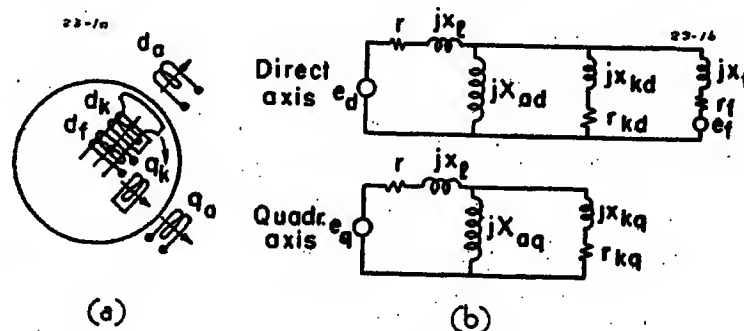 23-1a
d_a
d_k
d_f
q_k
q_a
(a)
23-1b
r jx_ℓ
Direct axis e_d
jX_ad
jx_kd
r_kd
jx_f
r_f
e_f
r jx_ℓ
Quadr. axis e_q
jX_aq
jx_kq
r_kq
(b)